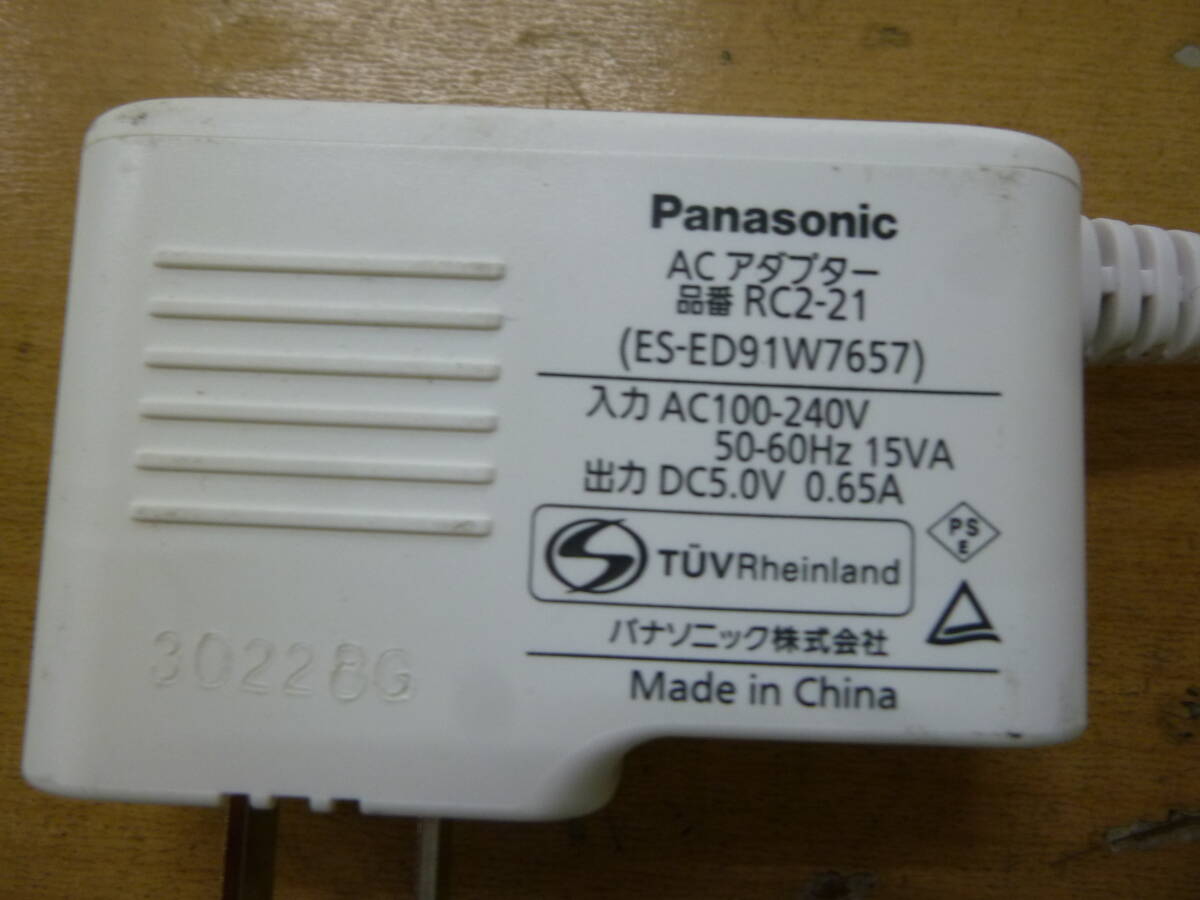 Panasonic
AC アダプター
品番 RC2-21
(ES-ED91W7657)
入力 AC100-240V
50-60Hz 15VA
出力 DC5.0V 0.65A
TÜVRheinland
PS
E
パナソニック株式会社
Made in China
30228G